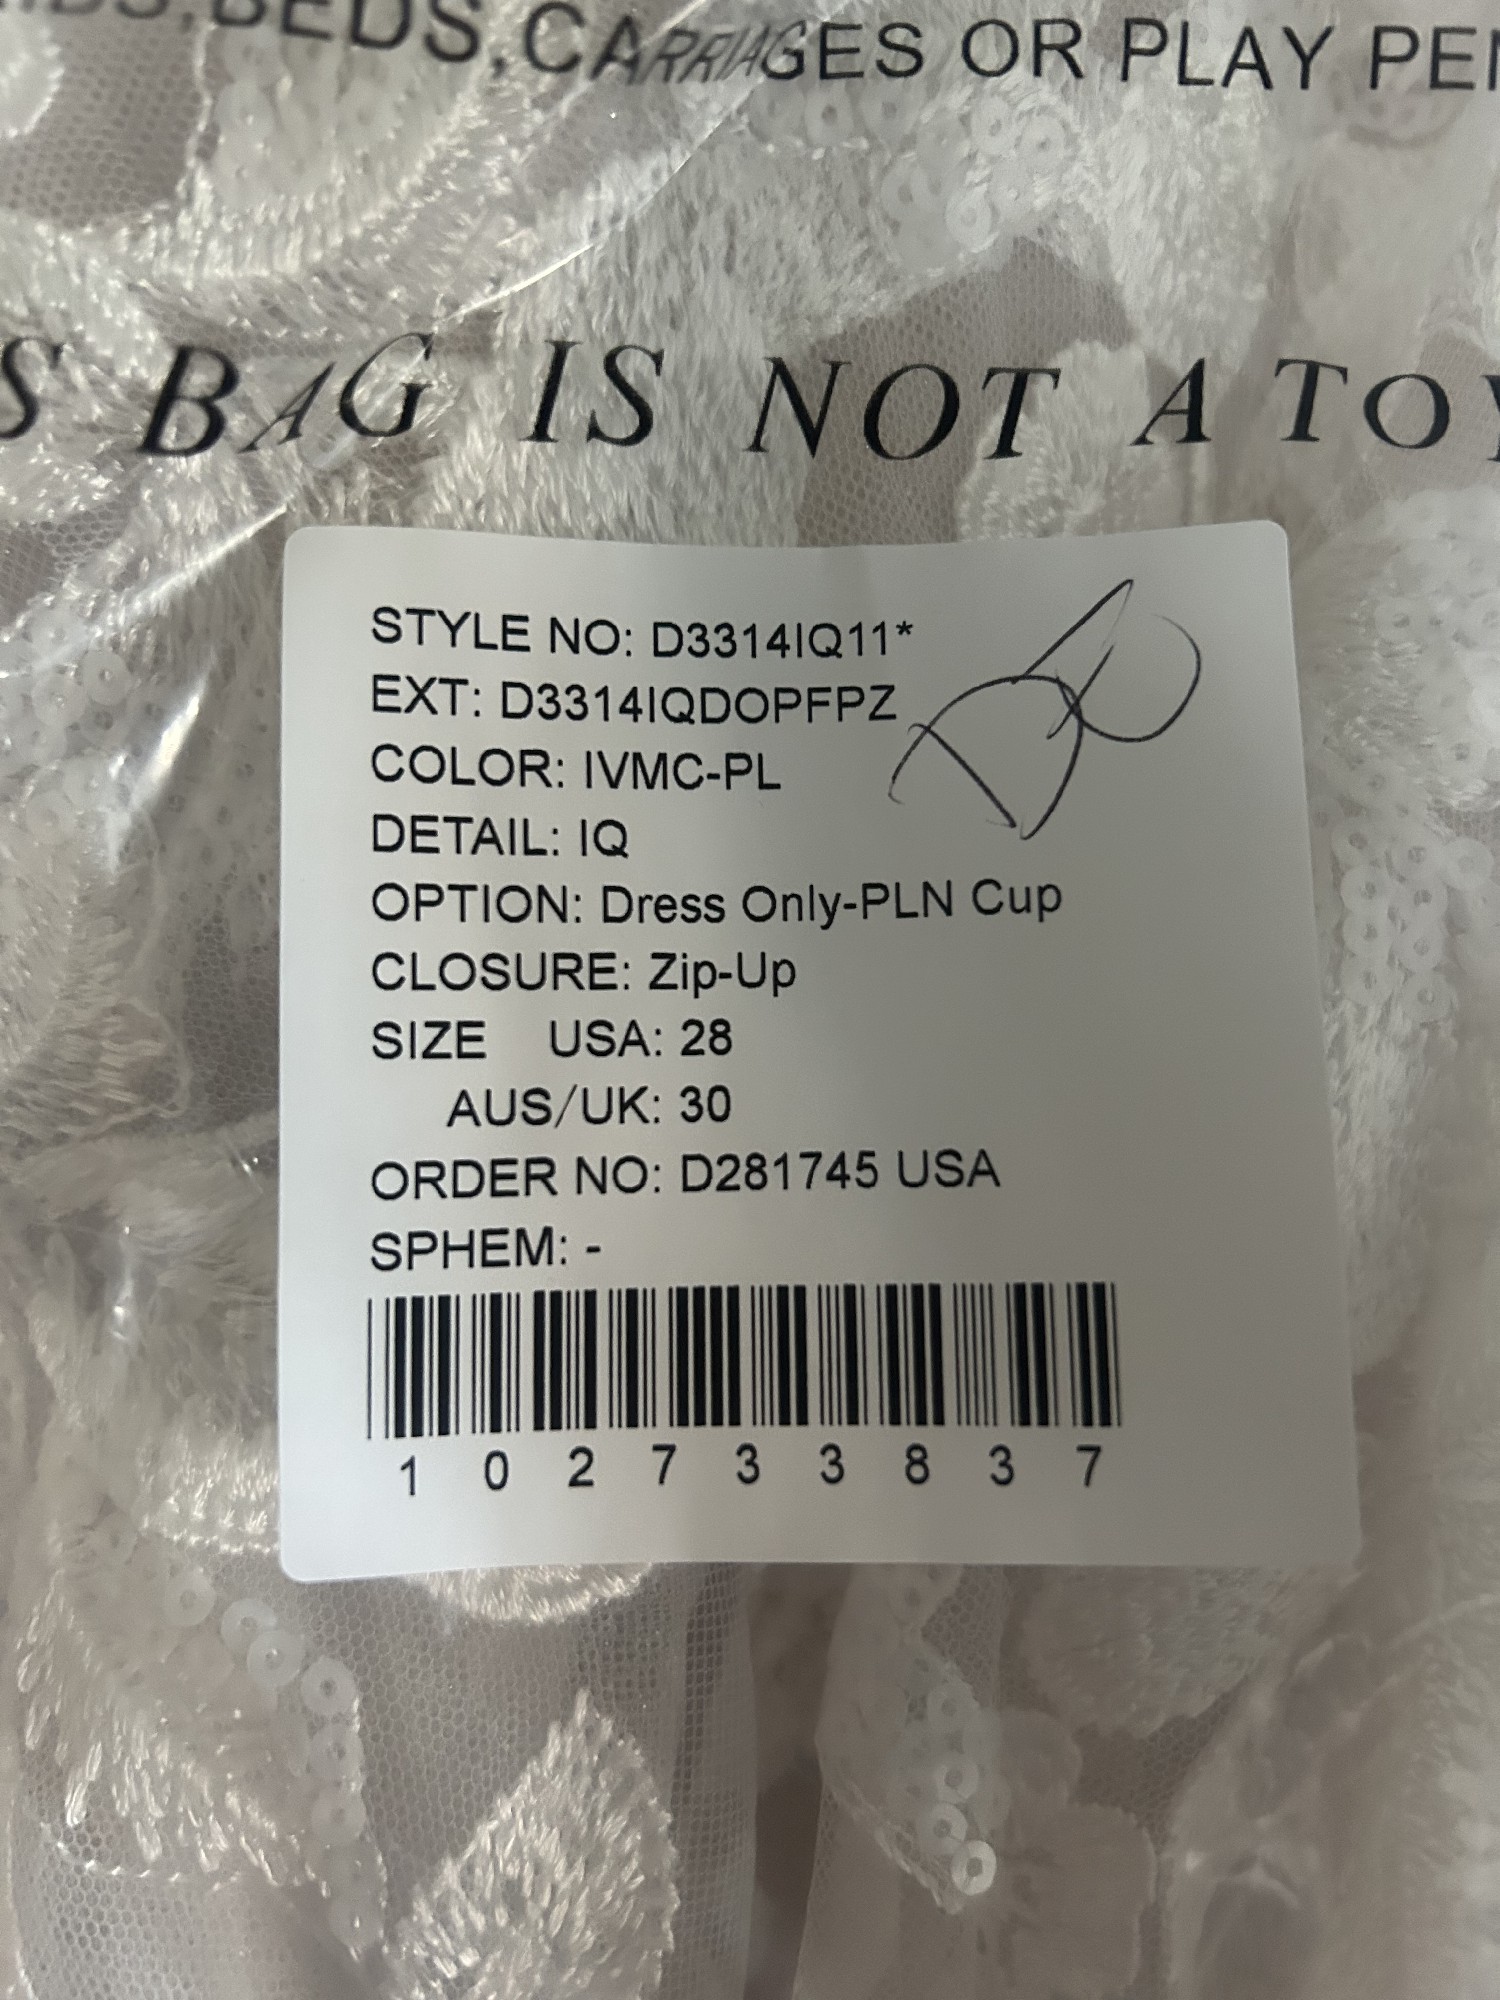 BEDS, CARRIAGES OR PLAY PEN
S BAG IS NOT A TOY
STYLE NO: D3314IQ11*
EXT: D3314IQDOPFPZ
COLOR: IVMC-PL
DETAIL: IQ
OPTION: Dress Only-PLN Cup
CLOSURE: Zip-Up
SIZE USA: 28
AUS/UK: 30
ORDER NO: D281745 USA
SPHEM: -
1 0 2 7 3 3 8 3 7